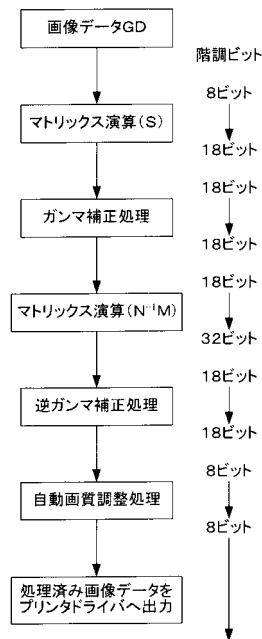 画像データGD
階調ビット
8ビット
マトリックス演算(S)
18ビット
18ビット
ガンマ補正処理
18ビット
18ビット
マトリックス演算(N⁻¹M)
32ビット
18ビット
逆ガンマ補正処理
18ビット
8ビット
自動画質調整処理
8ビット
処理済み画像データを
プリンタドライバへ出力